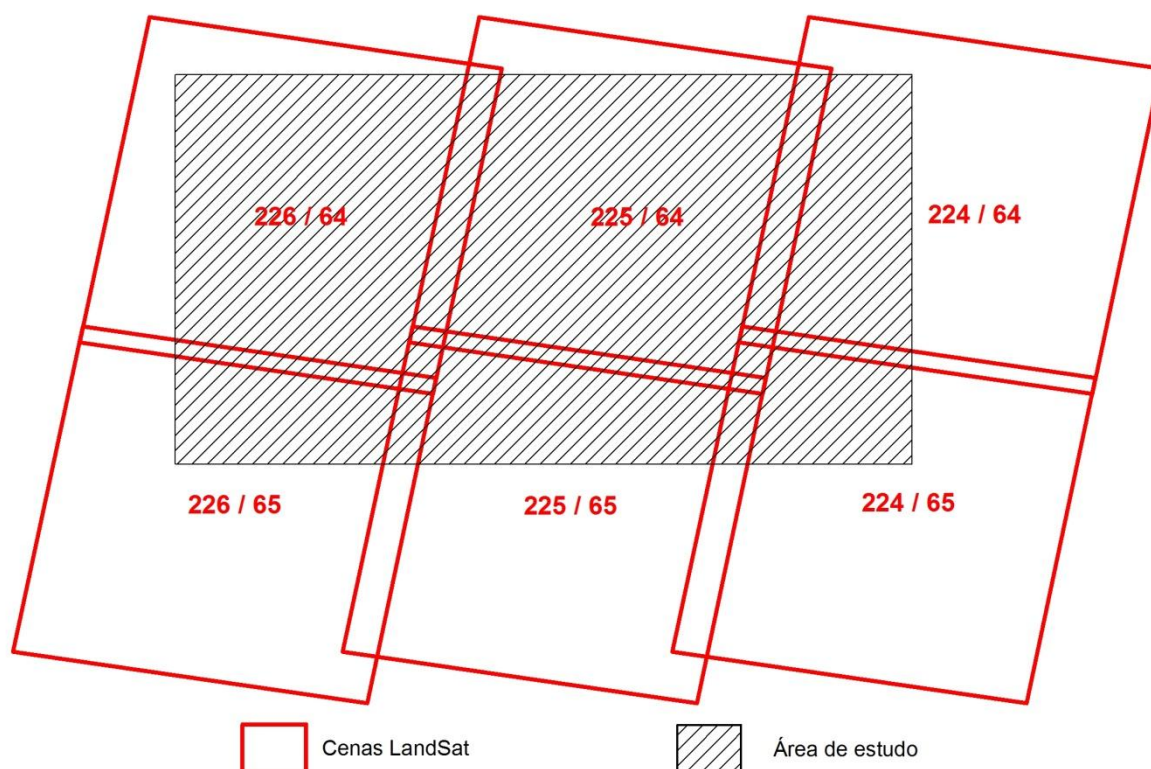 226 / 64
225 / 64
224 / 64
226 / 65
225 / 65
224 / 65
Cenas LandSat
Área de estudo